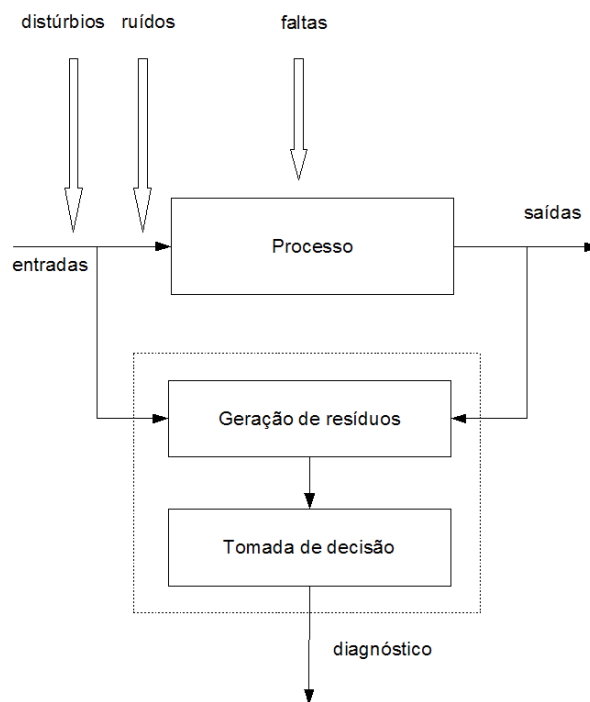 distúrbios
ruídos
faltas
saídas
Processo
entradas
Geração de resíduos
Tomada de decisão
diagnóstico